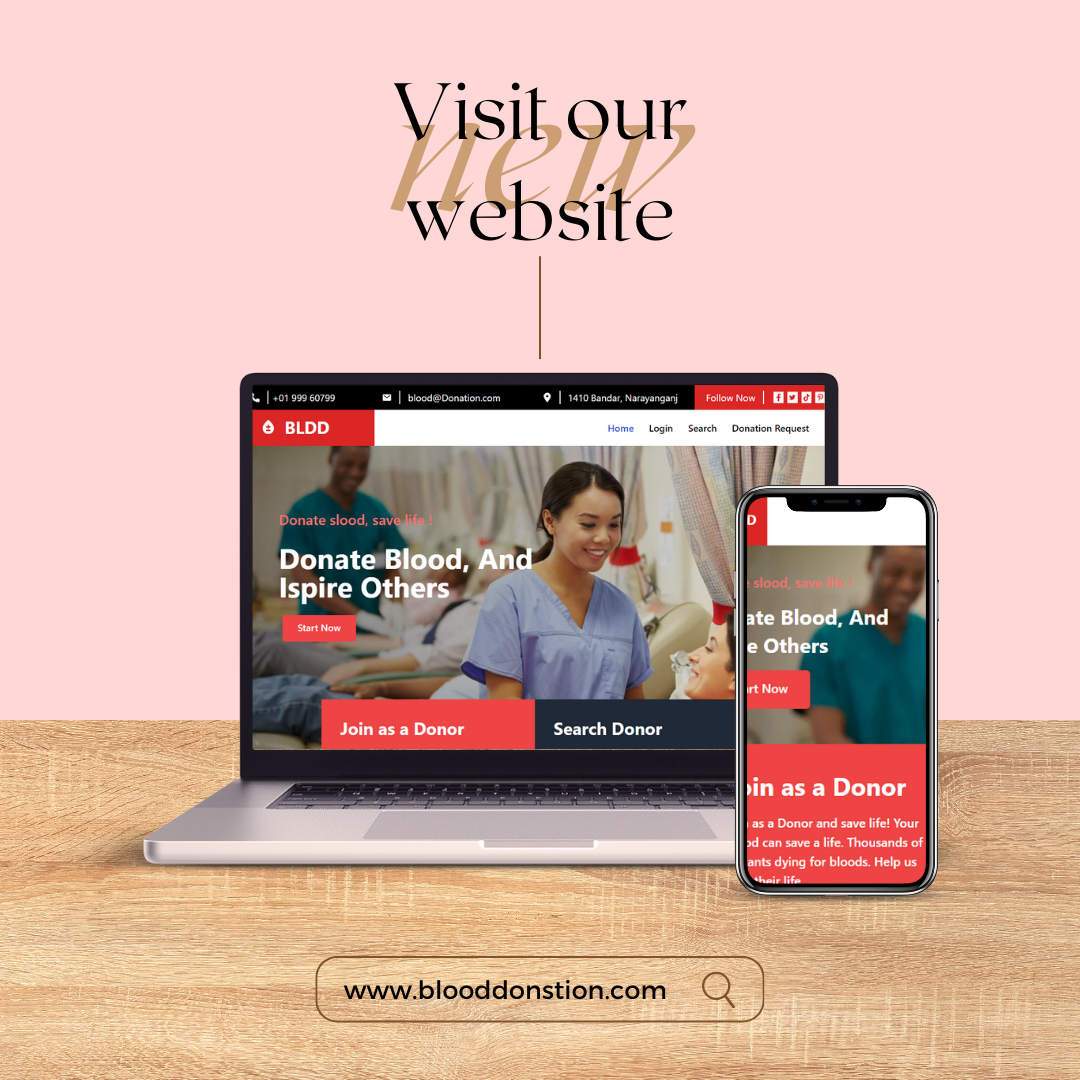 Visit our
new
website
+01 999 60799
blood@Donation.com
1410 Bandar, Narayanganj
Follow Now
BLDD
Home
Login
Search
Donation Request
Donate slood, save life !
Donate Blood, And
Ispire Others
Start Now
Join as a Donor
Search Donor
D
slood, save life !
ate Blood, And
e Others
rt Now
oin as a Donor
as a Donor and save life! Your
od can save a life. Thousands of
ants dying for bloods. Help us
their life
www.blooddonstion.com